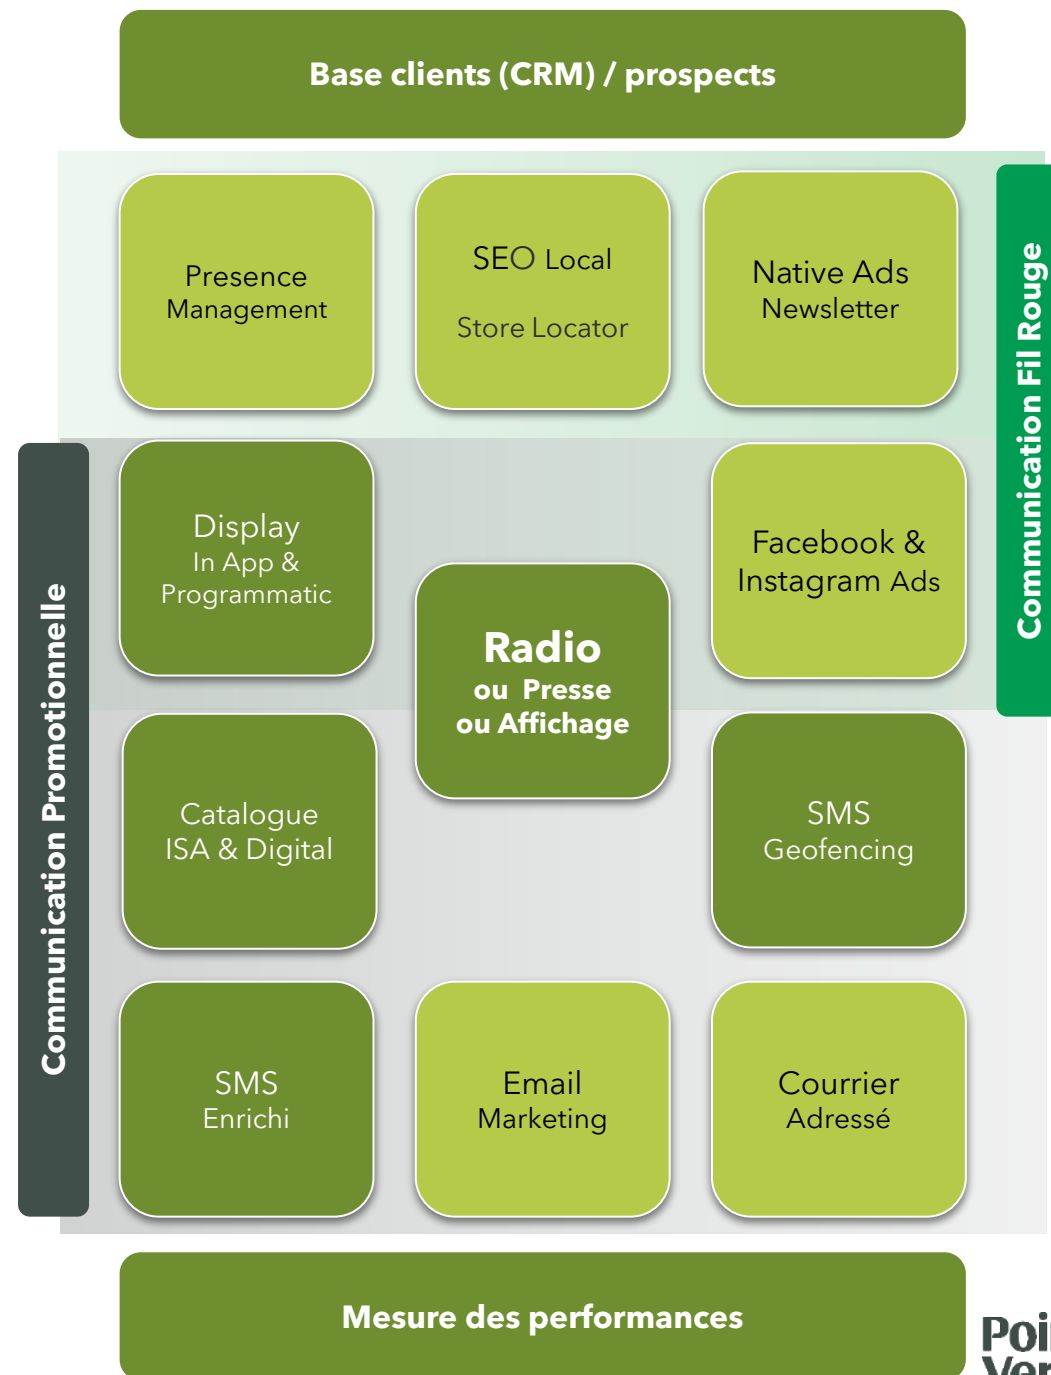 Base clients (CRM) / prospects
Presence
Management
SEO Local
Store Locator
Native Ads
Newsletter
Communication Fil Rouge
Communication Promotionnelle
Display
In App &
Programmatic
Radio
ou Presse
ou Affichage
Facebook &
Instagram Ads
Catalogue
ISA & Digital
SMS
Geofencing
SMS
Enrichi
Email
Marketing
Courrier
Adressé
Mesure des performances